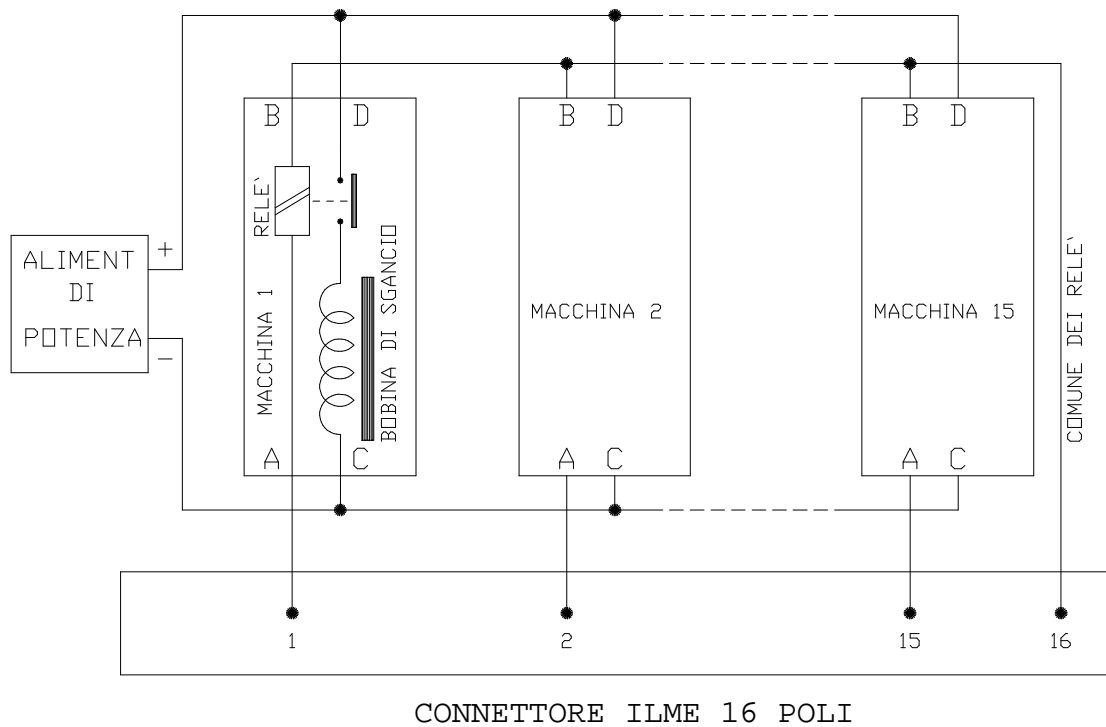 B D
B D
B D
RELE`
+
ALIMENT
DI
POTENZA
-
MACCHINA 1
BOBINA DI SGANCIO
MACCHINA 2
MACCHINA 15
COMUNE DEI RELE`
A C
A C
A C
1
2
15
16
CONNETTORE ILME 16 POLI